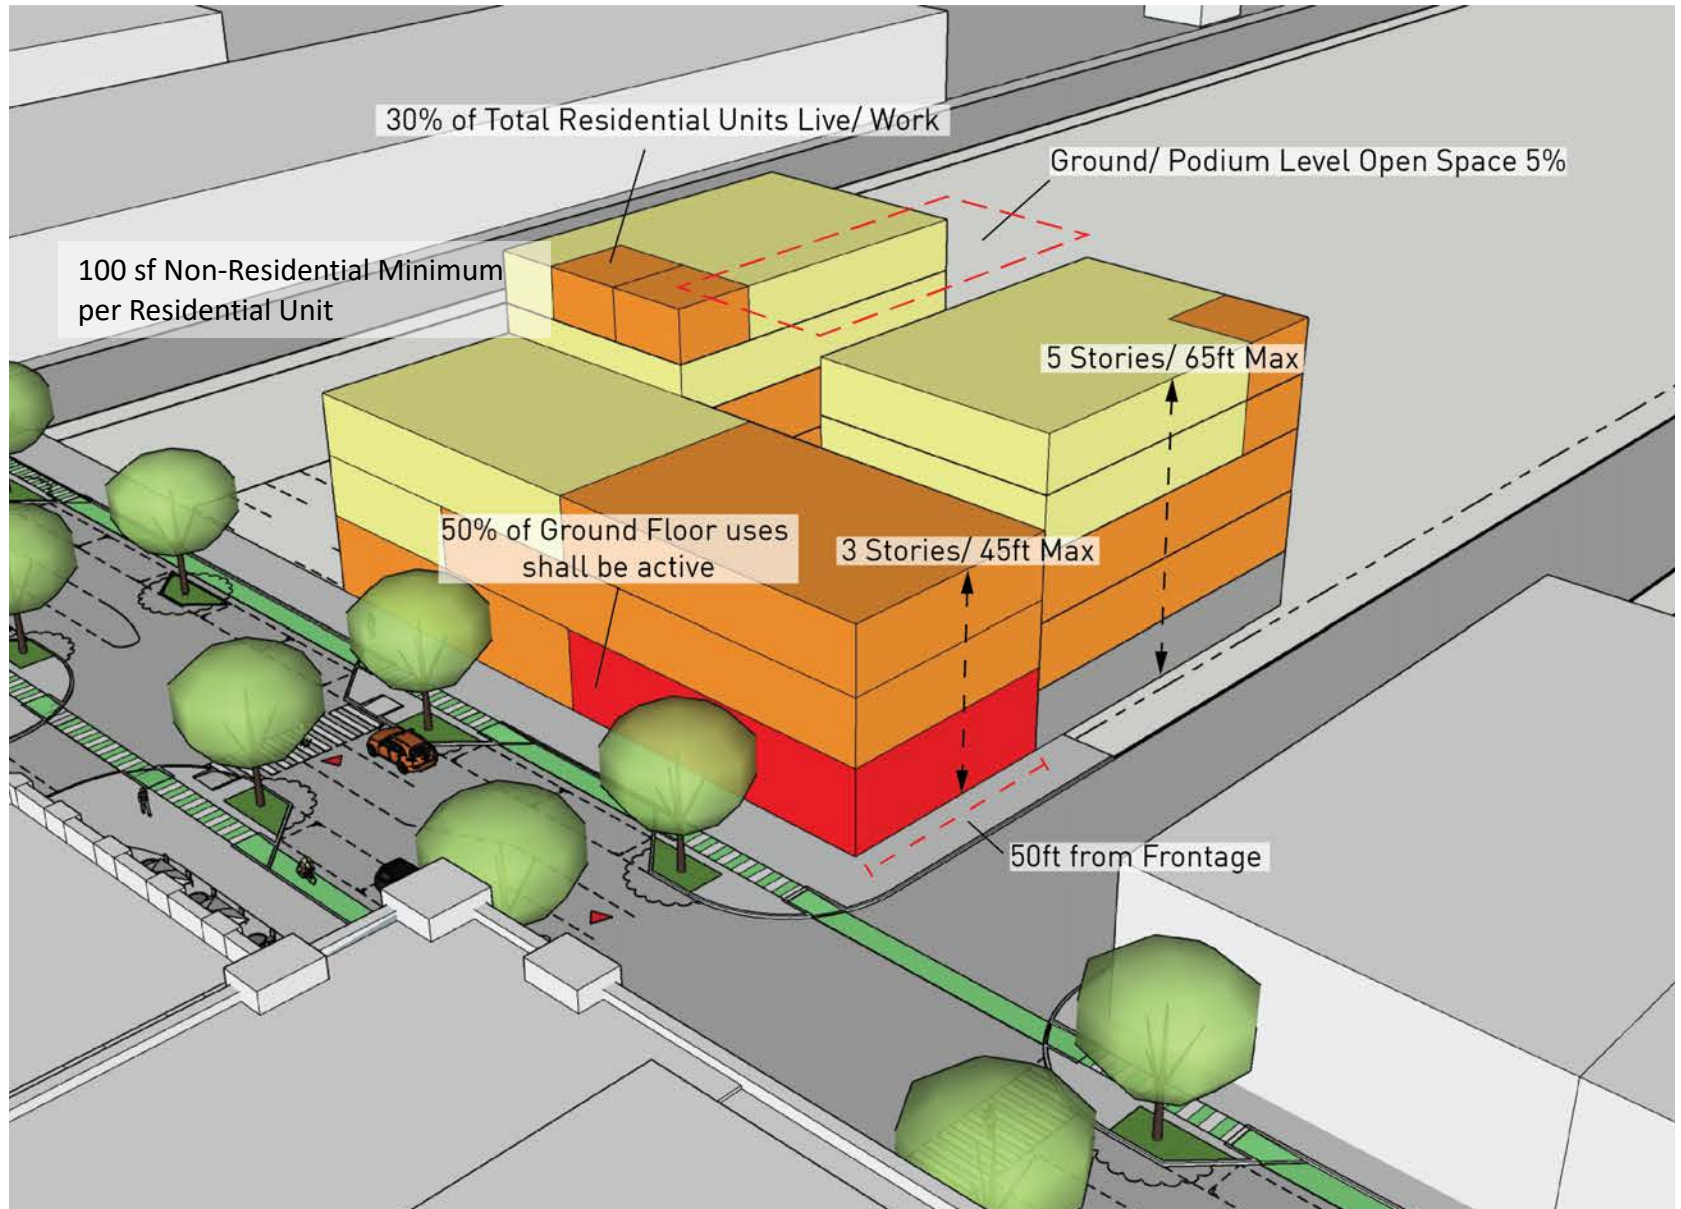 30% of Total Residential Units Live/ Work
Ground/ Podium Level Open Space 5%
100 sf Non-Residential Minimum
per Residential Unit
5 Stories/ 65ft Max
50% of Ground Floor uses
shall be active
3 Stories/ 45ft Max
50ft from Frontage